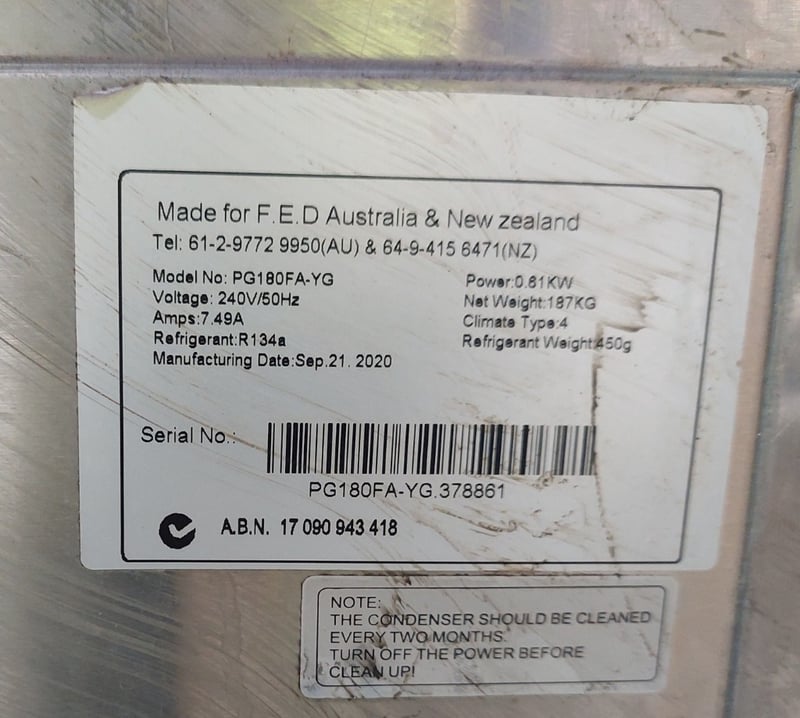 Made for F.E.D Australia & New zealand
Tel: 61-2-9772 9950(AU) & 64-9-415 6471(NZ)
Model No: PG180FA-YG
Voltage: 240V/50Hz
Amps:7.49A
Refrigerant:R134a
Manufacturing Date:Sep.21. 2020
Power:0.81KW
Net Weight:187KG
Climate Type:4
Refrigerant Weight:450g
Serial No.:
PG180FA-YG.378861
A.B.N. 17 090 943 418
NOTE:
THE CONDENSER SHOULD BE CLEANED
EVERY TWO MONTHS.
TURN OFF THE POWER BEFORE
CLEAN UP!